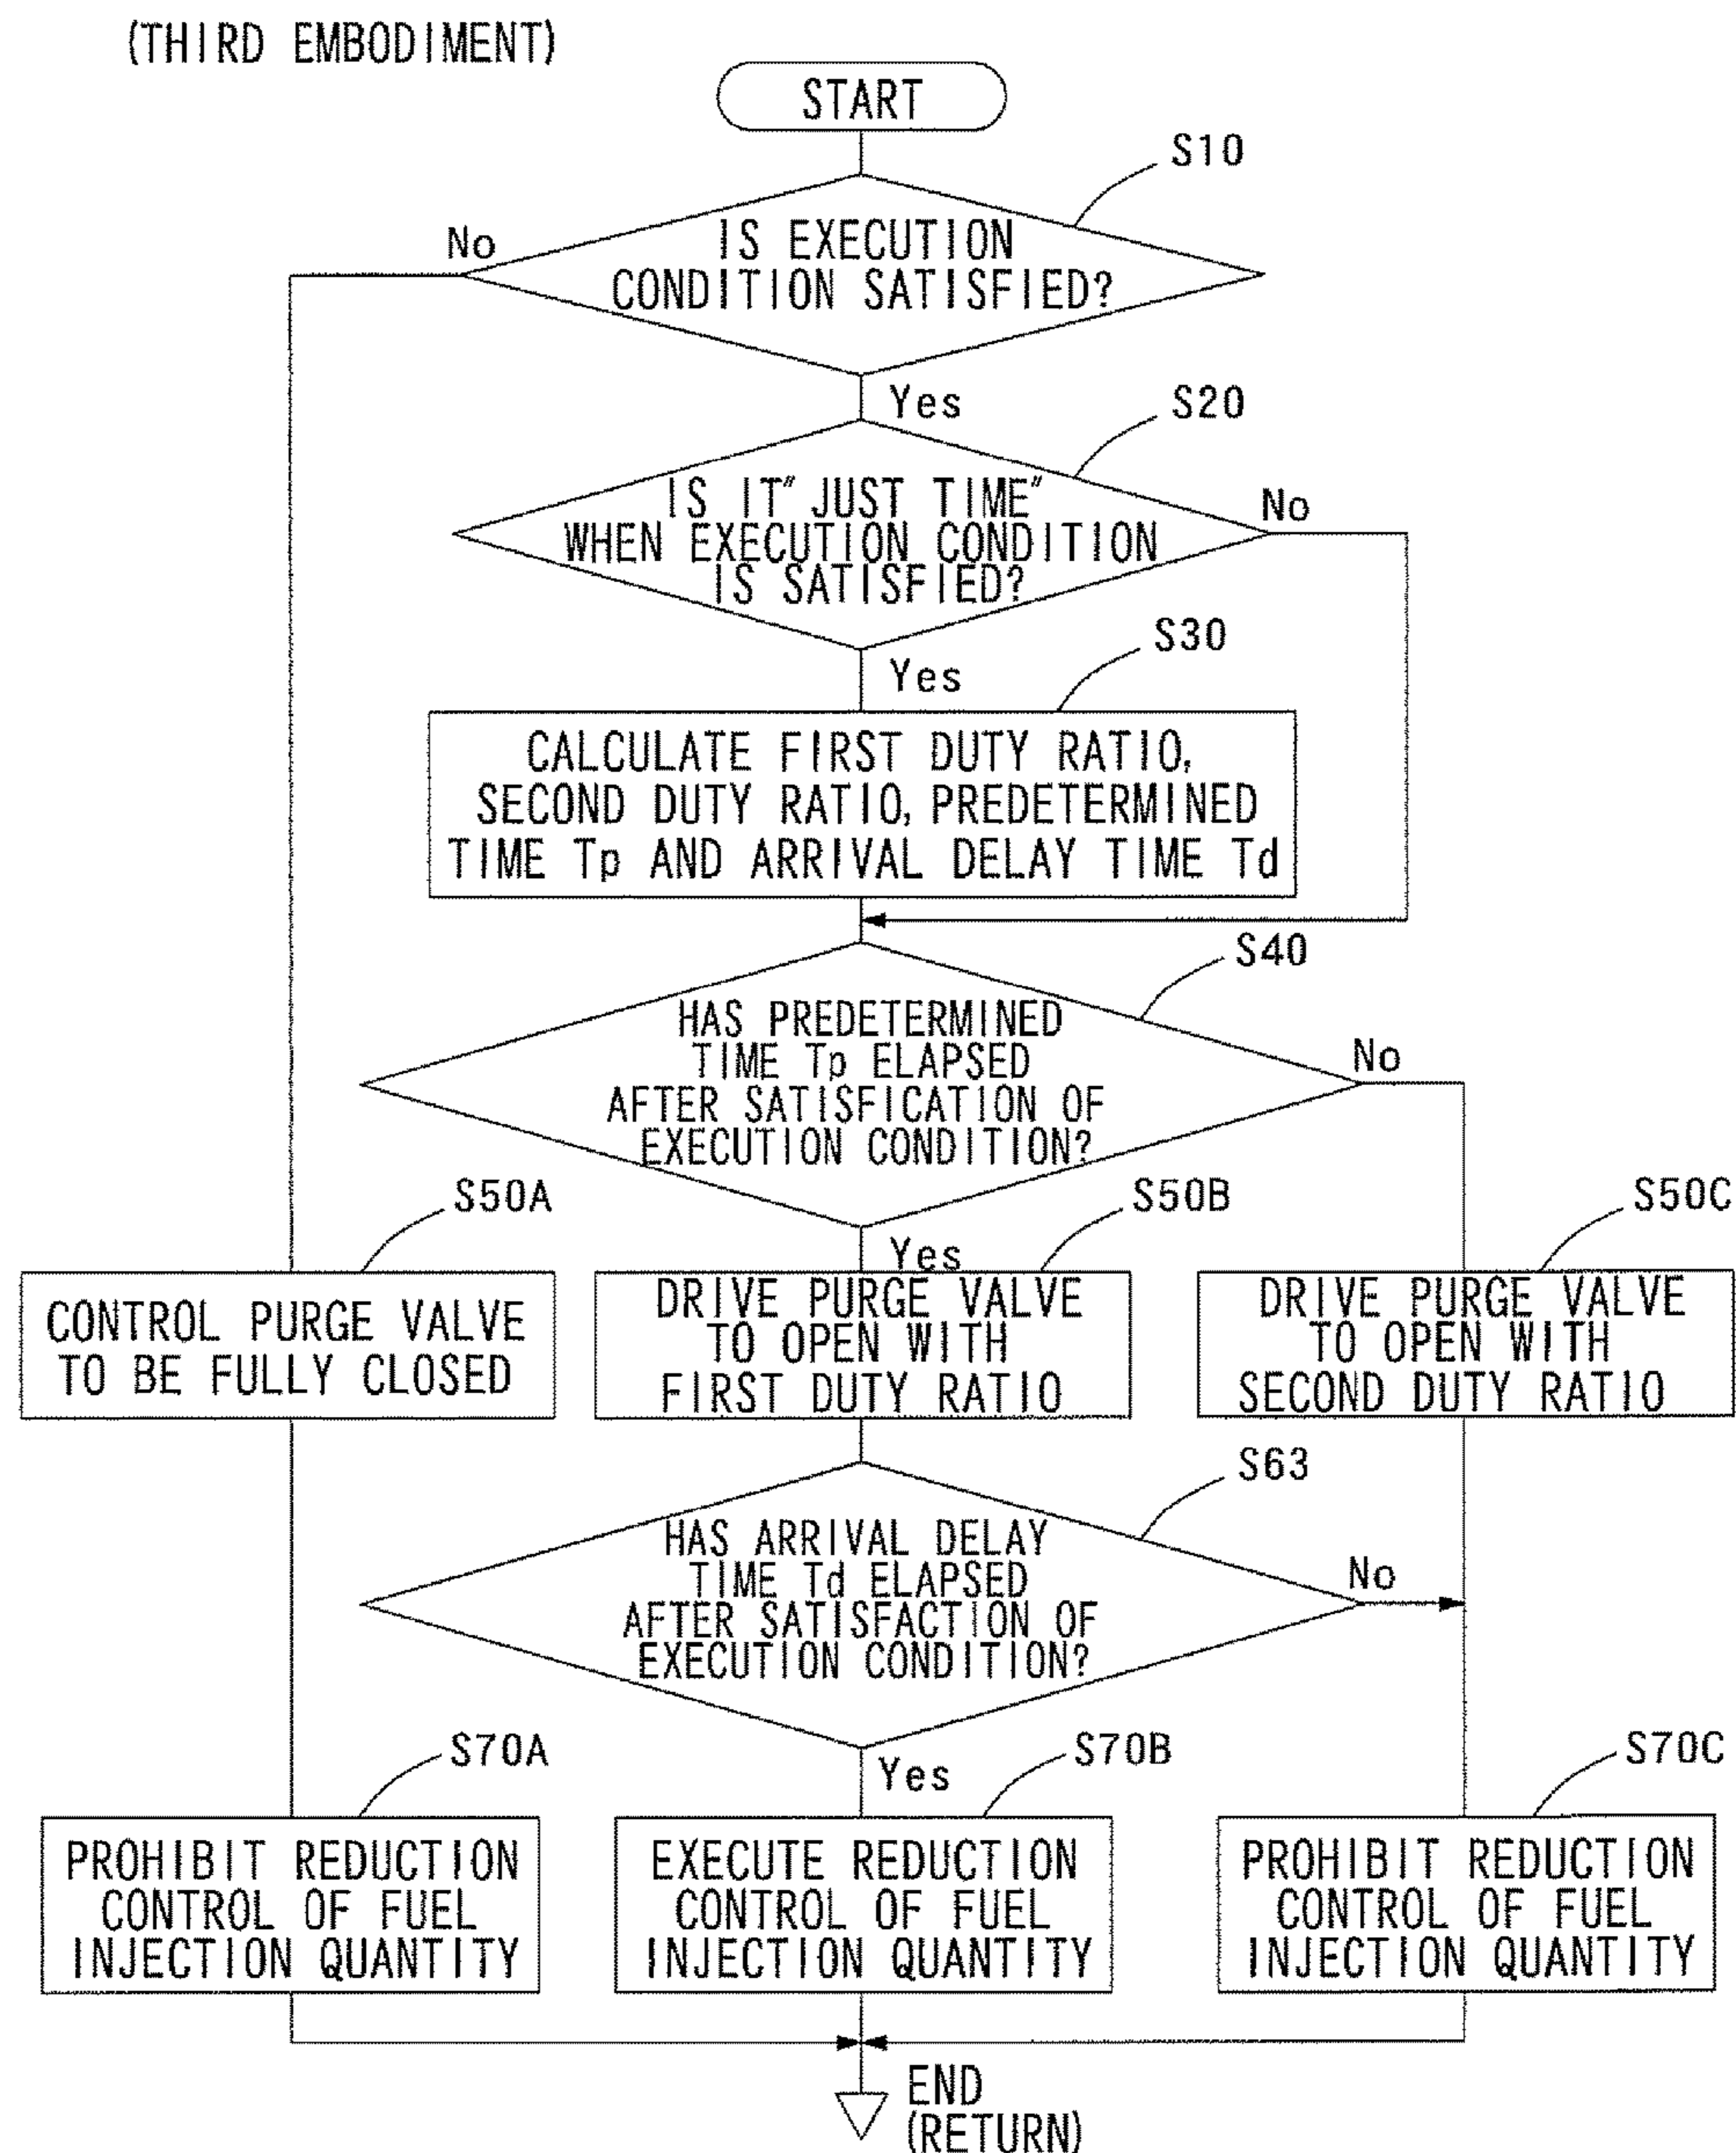 (THIRD EMBODIMENT)
START
S10
No
IS EXECUTION
CONDITION SATISFIED?
Yes
S20
IS IT"JUST TIME"
WHEN EXECUTION CONDITION
IS SATISFIED?
No
S30
Yes
CALCULATE FIRST DUTY RATIO,
SECOND DUTY RATIO, PREDETERMINED
TIME Tp AND ARRIVAL DELAY TIME Td
S40
HAS PREDETERMINED
TIME Tp ELAPSED
AFTER SATISFICATION OF
EXECUTION CONDITION?
No
S50A
S50B
S50C
Yes
CONTROL PURGE VALVE
TO BE FULLY CLOSED
DRIVE PURGE VALVE
TO OPEN WITH
FIRST DUTY RATIO
DRIVE PURGE VALVE
TO OPEN WITH
SECOND DUTY RATIO
S63
HAS ARRIVAL DELAY
TIME Td ELAPSED
AFTER SATISFACTION OF
EXECUTION CONDITION?
No
S70A
Yes
S70B
S70C
PROHIBIT REDUCTION
CONTROL OF FUEL
INJECTION QUANTITY
EXECUTE REDUCTION
CONTROL OF FUEL
INJECTION QUANTITY
PROHIBIT REDUCTION
CONTROL OF FUEL
INJECTION QUANTITY
END
(RETURN)